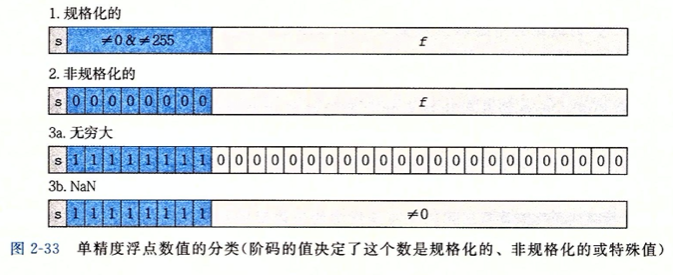 1. 规格化的
s ≠0 & ≠255 f
2. 非规格化的
s 0 0 0 0 0 0 0 0 f
3a. 无穷大
s 1 1 1 1 1 1 1 1 0 0 0 0 0 0 0 0 0 0 0 0 0 0 0 0 0 0 0 0 0 0 0
3b. NaN
s 1 1 1 1 1 1 1 1 ≠0
图 2-33 单精度浮点数值的分类(阶码的值决定了这个数是规格化的、非规格化的或特殊值)